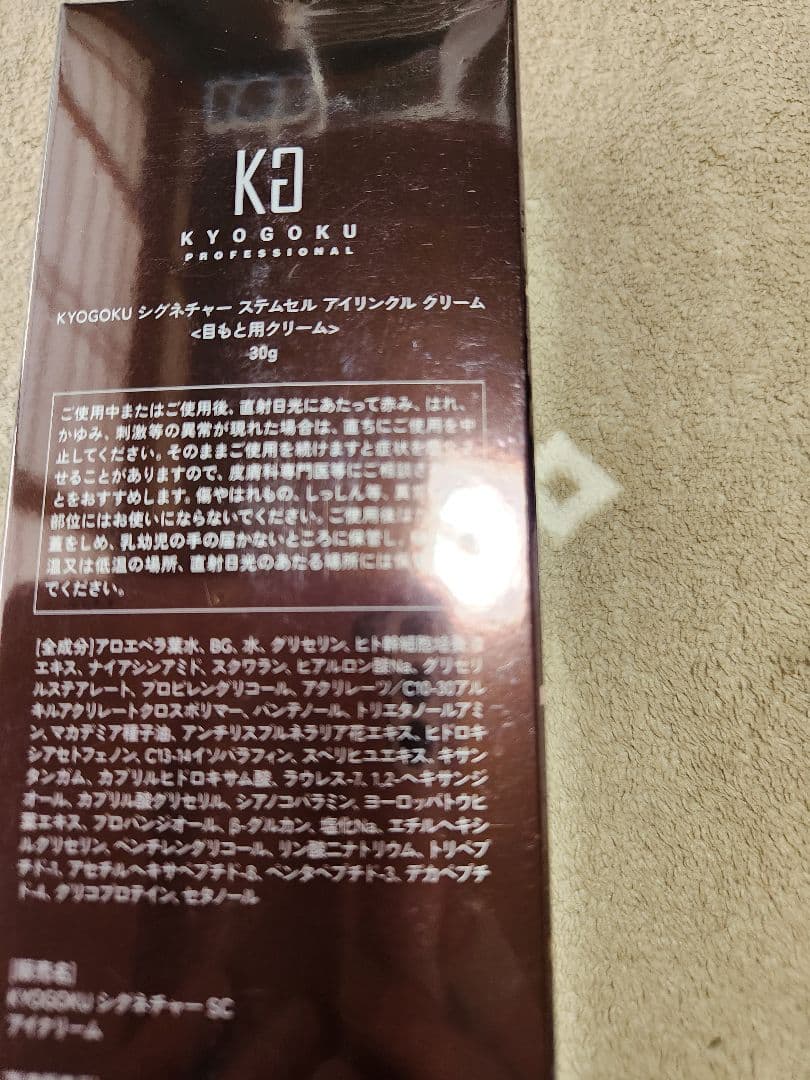 KG
KYOGOKU
PROFESSIONAL
KYOGOKU シグネチャー ステムセル アイリンクル クリーム
<目もと用クリーム>
30g
ご使用中またはご使用後、直射日光にあたって赤み、はれ、
かゆみ、刺激等の異常が現れた場合は、直ちにご使用を中
止してください。そのままご使用を続けますと症状を
せることがありますので、皮膚科専門医等にご相談
とをおすすめします。傷やはれもの、しっしん等、異常
部位にはお使いにならないでください。ご使用後は
蓋をしめ、乳幼児の手の届かないところに保管し、
温又は低温の場所、直射日光のあたる場所には
でください。
[全成分]アロエベラ葉水、BG、水、グリセリン、ヒト幹細胞培養
エキス、ナイアシンアミド、スクワラン、ヒアルロン酸Na、グリセリ
ルステアレート、プロピレングリコール、アクリレーツ/C10-30アル
キルアクリレートクロスポリマー、パンテノール、トリエタノールアミ
ン、マカデミア種子油、アンチリスプルネラリア花エキス、ヒドロキ
シアセトフェノン、C13-14イソパラフィン、スベリヒユエキス、キサン
タンガム、カプリルヒドロキサム酸、ラウレス-7、1,2-ヘキサンジ
オール、カプリル酸グリセリル、シアノコバラミン、ヨーロッパトウヒ
葉エキス、プロパンジオール、β-グルカン、塩化Na、エチルヘキシ
ルグリセリン、ペンチレングリコール、リン酸二ナトリウム、トリペプ
チド-1、アセチルヘキサペプチド-8、ペンタペプチド-3、デカペプチ
ド-4、グリコプロテイン、セタノール
[販売名]
KYOGOKU シグネチャー SC
アイクリーム